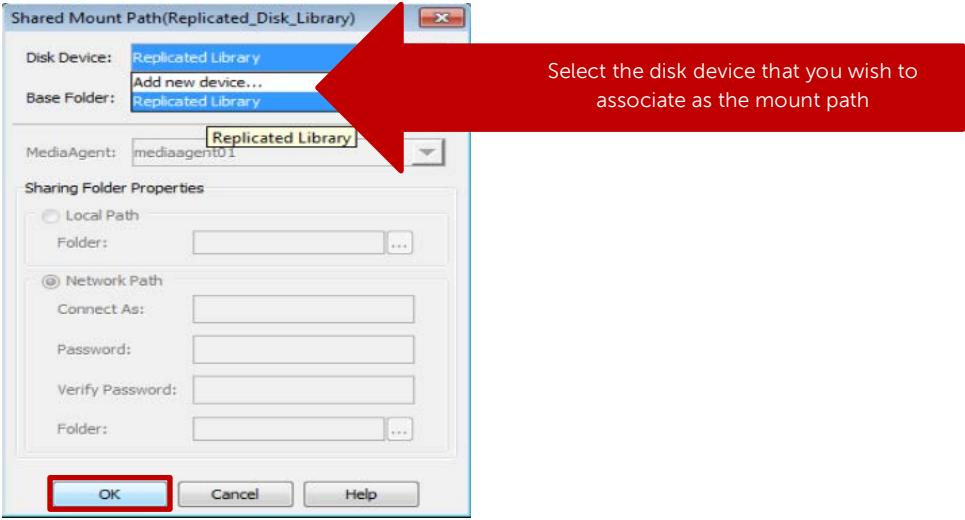 Shared Mount Path(Replicated_Disk_Library)
Disk Device: Replicated Library
Add new device...
Base Folder: Replicated Library
Replicated Library
MediaAgent: mediaagent01
Sharing Folder Properties
Local Path
Folder: ...
Network Path
Connect As:
Password:
Verify Password:
Folder: ...
OK Cancel Help
Select the disk device that you wish to
associate as the mount path